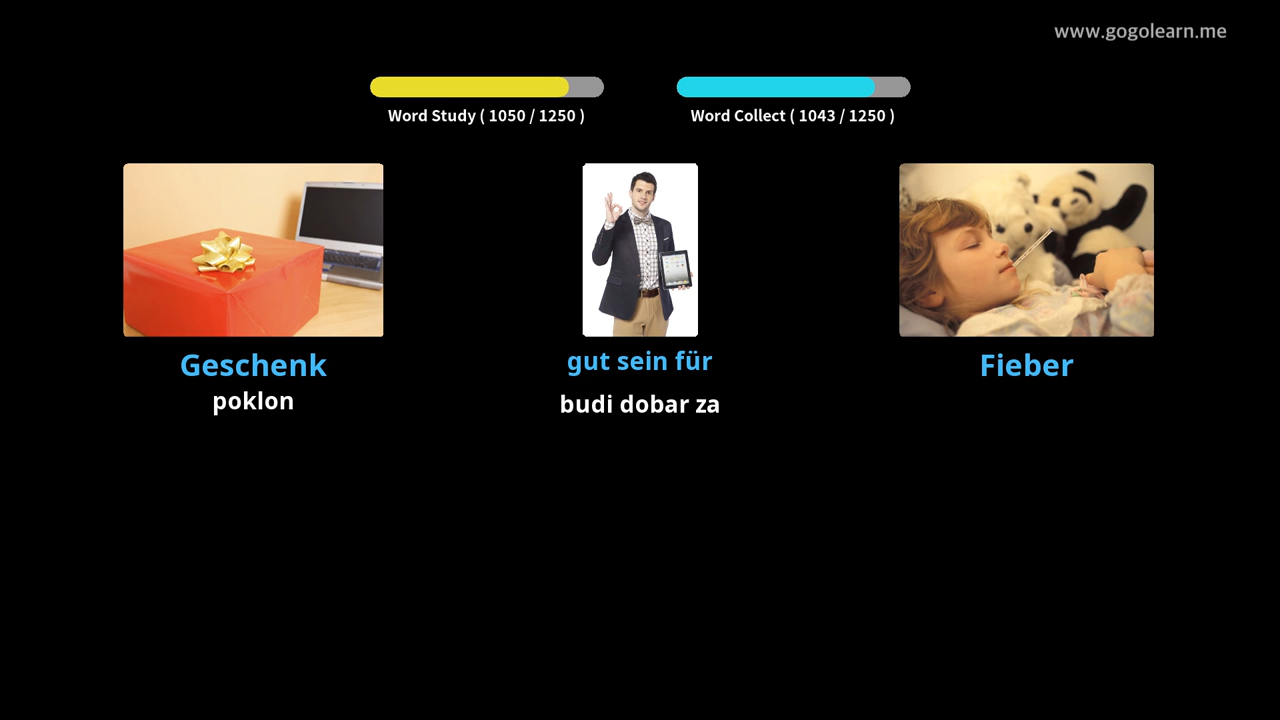 www.gogolearn.me
Word Study ( 1050 / 1250 )
Word Collect ( 1043 / 1250 )
Geschenk
poklon
gut sein für
budi dobar za
Fieber